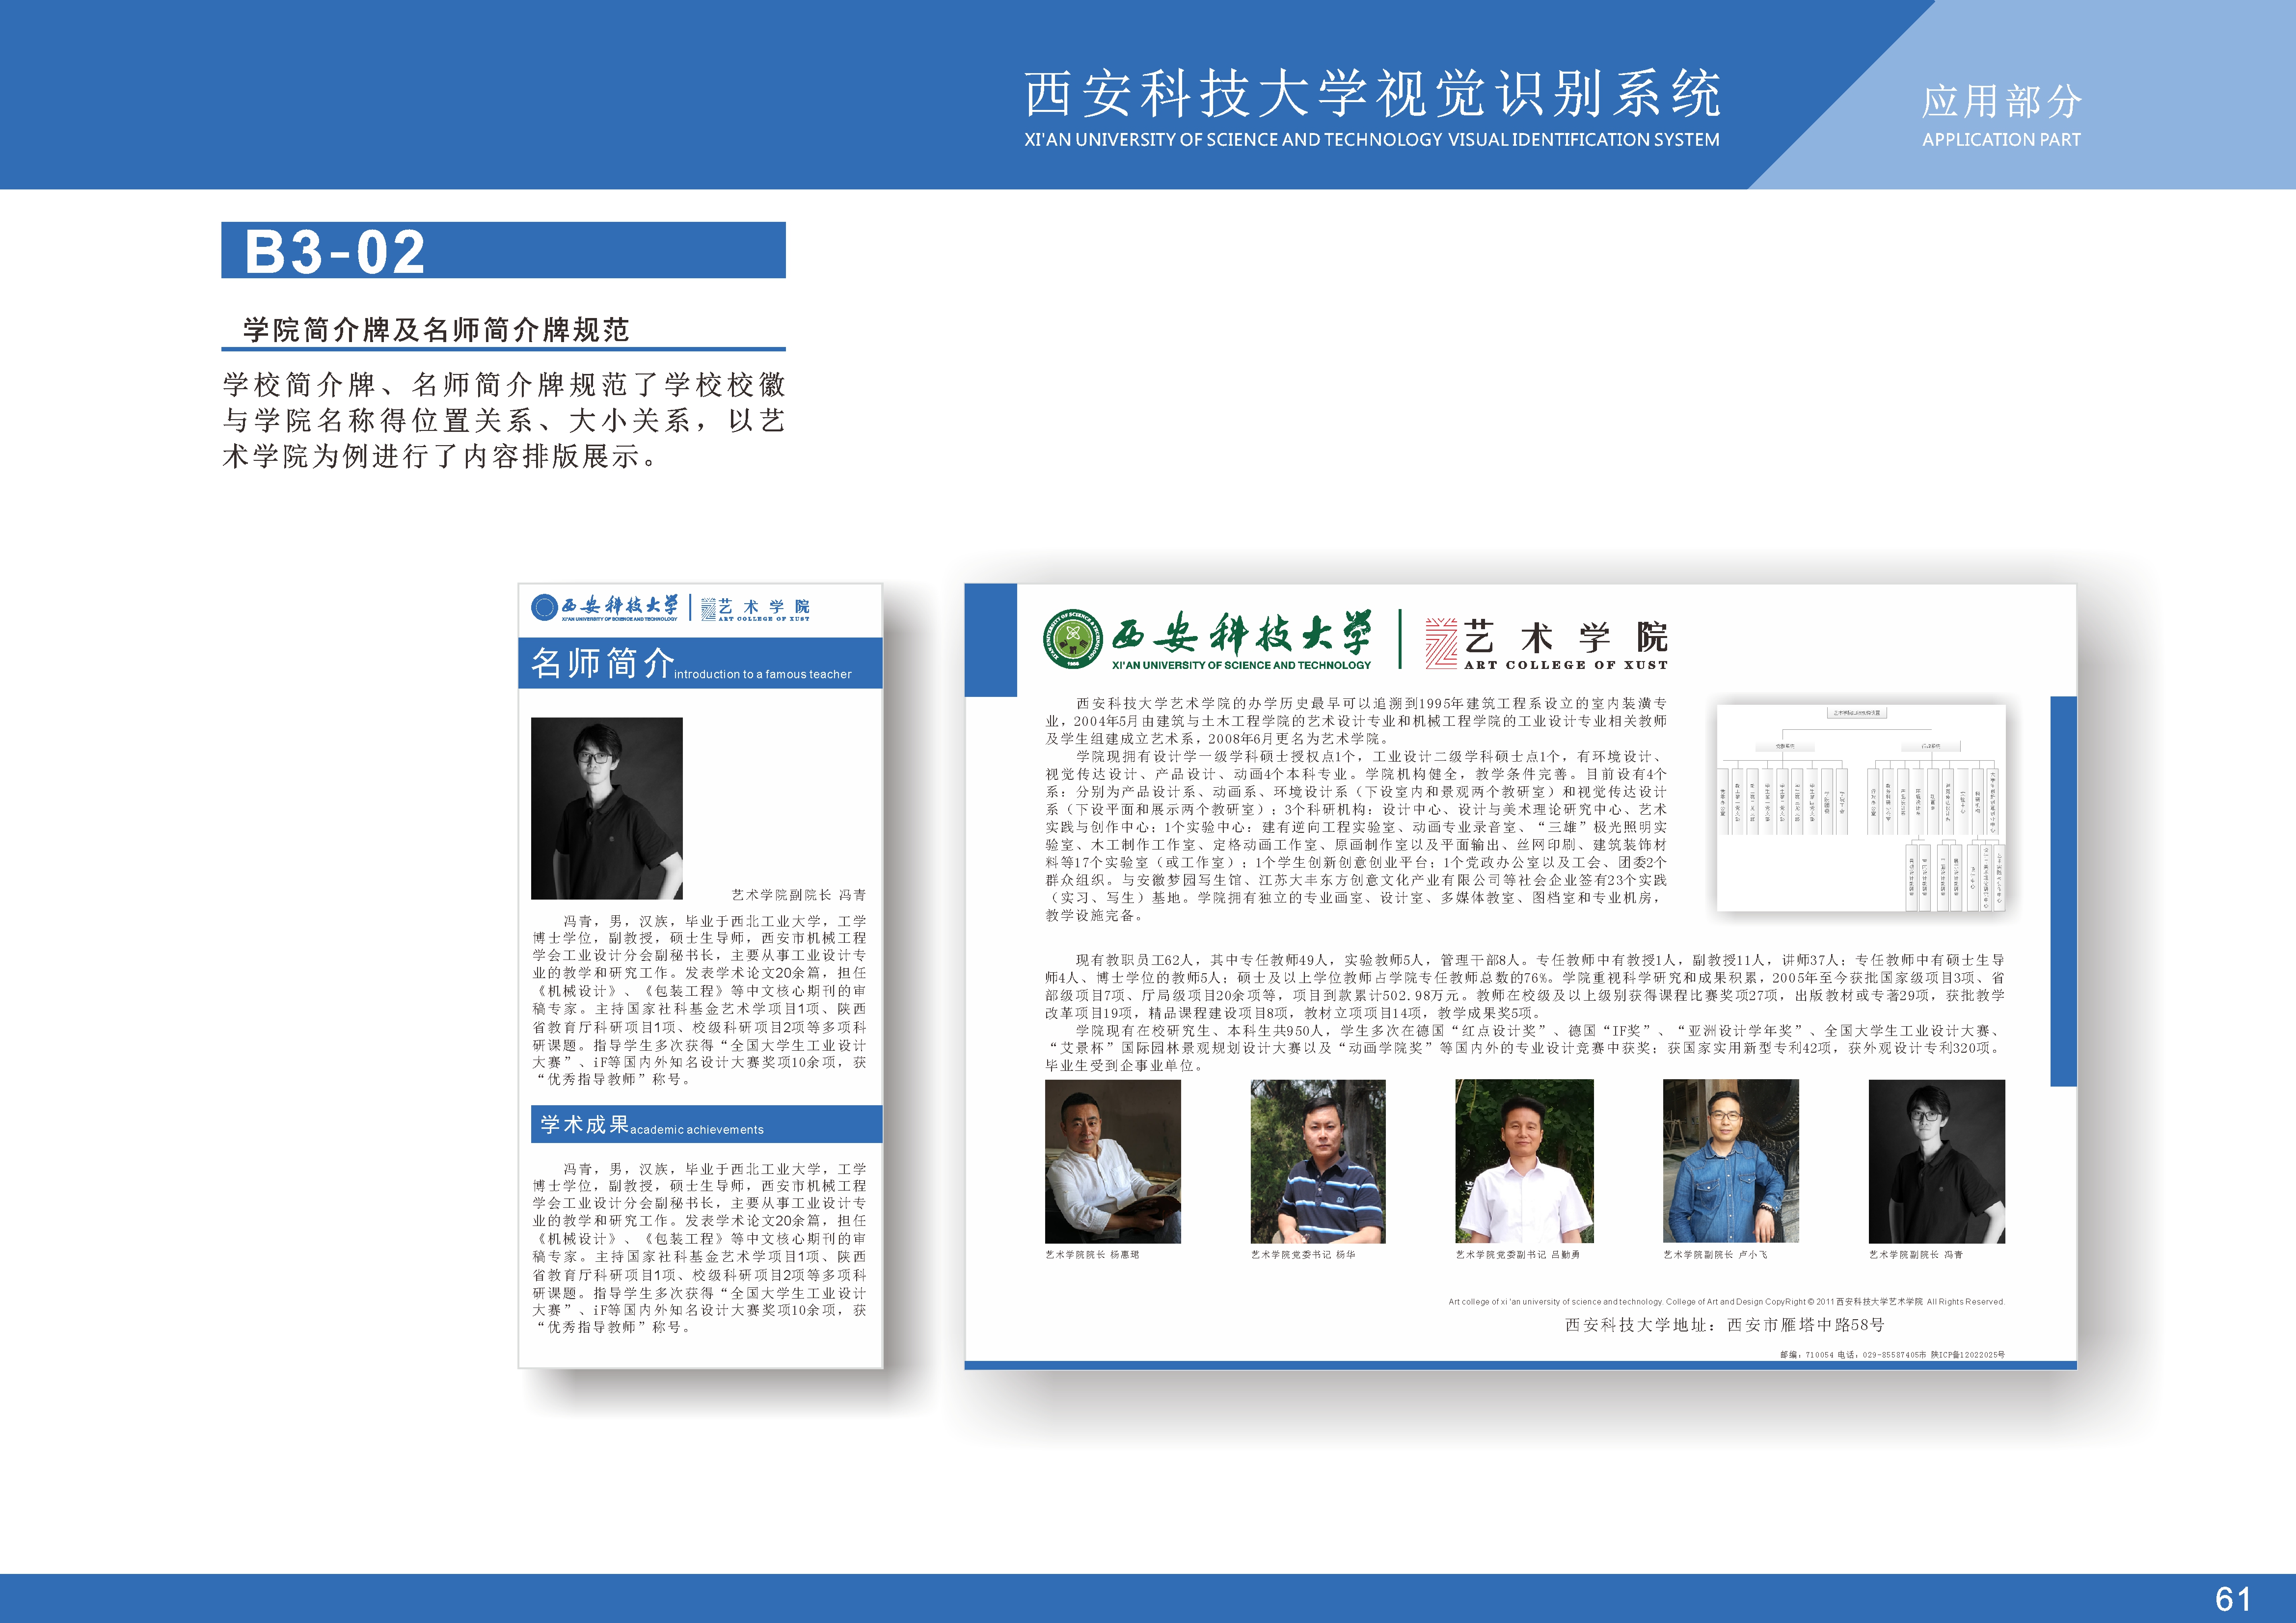 西安科技大学视觉识别系统
XI'AN UNIVERSITY OF SCIENCE AND TECHNOLOGY VISUAL IDENTIFICATION SYSTEM
应用部分
APPLICATION PART
B3-02
学院简介牌及名师简介牌规范
学校简介牌、名师简介牌规范了学校校徽
与学院名称得位置关系、大小关系，以艺
术学院为例进行了内容排版展示。
西安科技大学
XI'AN UNIVERSITY OF SCIENCE AND TECHNOLOGY
艺术学院
ART COLLEGE OF XUST
名师简介introduction to a famous teacher
艺术学院副院长 冯青
冯青，男，汉族，毕业于西北工业大学，工学
博士学位，副教授，硕士生导师，西安市机械工程
学会工业设计分会副秘书长，主要从事工业设计专
业的教学和研究工作。发表学术论文20余篇，担任
《机械设计》、《包装工程》等中文核心期刊的审
稿专家。主持国家社科基金艺术学项目1项、陕西
省教育厅科研项目1项、校级科研项目2项等多项科
研课题。指导学生多次获得“全国大学生工业设计
大赛”、iF等国内外知名设计大赛奖项10余项，获
“优秀指导教师”称号。
学术成果academic achievements
冯青，男，汉族，毕业于西北工业大学，工学
博士学位，副教授，硕士生导师，西安市机械工程
学会工业设计分会副秘书长，主要从事工业设计专
业的教学和研究工作。发表学术论文20余篇，担任
《机械设计》、《包装工程》等中文核心期刊的审
稿专家。主持国家社科基金艺术学项目1项、陕西
省教育厅科研项目1项、校级科研项目2项等多项科
研课题。指导学生多次获得“全国大学生工业设计
大赛”、iF等国内外知名设计大赛奖项10余项，获
“优秀指导教师”称号。
XI'AN UNIVERSITY OF SCIENCE & TECHNOLOGY
1958
西安科技大学
XI'AN UNIVERSITY OF SCIENCE AND TECHNOLOGY
艺术学院
ART COLLEGE OF XUST
西安科技大学艺术学院的办学历史最早可以追溯到1995年建筑工程系设立的室内装潢专
业，2004年5月由建筑与土木工程学院的艺术设计专业和机械工程学院的工业设计专业相关教师
及学生组建成立艺术系，2008年6月更名为艺术学院。
学院现拥有设计学一级学科硕士授权点1个，工业设计二级学科硕士点1个，有环境设计、
视觉传达设计、产品设计、动画4个本科专业。学院机构健全，教学条件完善。目前设有4个
系：分别为产品设计系、动画系、环境设计系（下设室内和景观两个教研室）和视觉传达设计
系（下设平面和展示两个教研室）；3个科研机构：设计中心、设计与美术理论研究中心、艺术
实践与创作中心；1个实验中心：建有逆向工程实验室、动画专业录音室、“三雄”极光照明实
验室、木工制作工作室、定格动画工作室、原画制作室以及平面输出、丝网印刷、建筑装饰材
料等17个实验室（或工作室）；1个学生创新创意创业平台；1个党政办公室以及工会、团委2个
群众组织。与安徽梦园写生馆、江苏大丰东方创意文化产业有限公司等社会企业签有23个实践
（实习、写生）基地。学院拥有独立的专业画室、设计室、多媒体教室、图档室和专业机房，
教学设施完备。
现有教职员工62人，其中专任教师49人，实验教师5人，管理干部8人。专任教师中有教授1人，副教授11人，讲师37人；专任教师中有硕士生导
师4人、博士学位的教师5人；硕士及以上学位教师占学院专任教师总数的76%。学院重视科学研究和成果积累，2005年至今获批国家级项目3项、省
部级项目7项、厅局级项目20余项等，项目到款累计502.98万元。教师在校级及以上级别获得课程比赛奖项27项，出版教材或专著29项，获批教学
改革项目19项，精品课程建设项目8项，教材立项项目14项，教学成果奖5项。
学院现有在校研究生、本科生共950人，学生多次在德国“红点设计奖”、德国“IF奖”、“亚洲设计学年奖”、全国大学生工业设计大赛、
“艾景杯”国际园林景观规划设计大赛以及“动画学院奖”等国内外的专业设计竞赛中获奖；获国家实用新型专利42项，获外观设计专利320项。
毕业生受到企事业单位。
艺术学院院长 杨惠珺
艺术学院党委书记 杨华
艺术学院党委副书记 吕勤勇
艺术学院副院长 卢小飞
艺术学院副院长 冯青
Art college of xi 'an university of science and technology. College of Art and Design CopyRight © 2011 西安科技大学艺术学院 All Rights Reserved.
西安科技大学地址：西安市雁塔中路58号
邮编：710054 电话：029-85587405市 陕ICP备12022025号
61